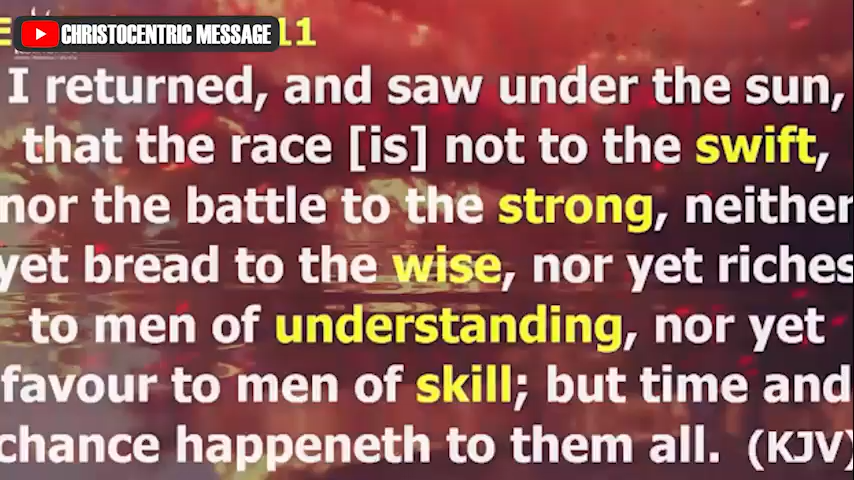 CHRISTOCENTRIC MESSAGE
E 11
I returned, and saw under the sun,
that the race [is] not to the swift,
nor the battle to the strong, neither
yet bread to the wise, nor yet riches
to men of understanding, nor yet
favour to men of skill; but time and
chance happeneth to them all. (KJV)